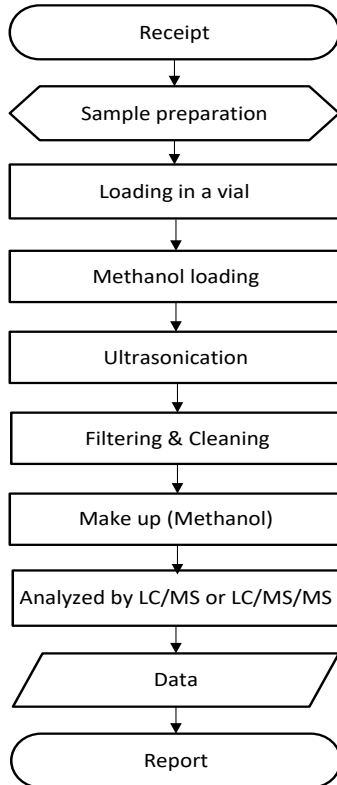 Receipt
Sample preparation
Loading in a vial
Methanol loading
Ultrasonication
Filtering & Cleaning
Make up (Methanol)
Analyzed by LC/MS or LC/MS/MS
Data
Report